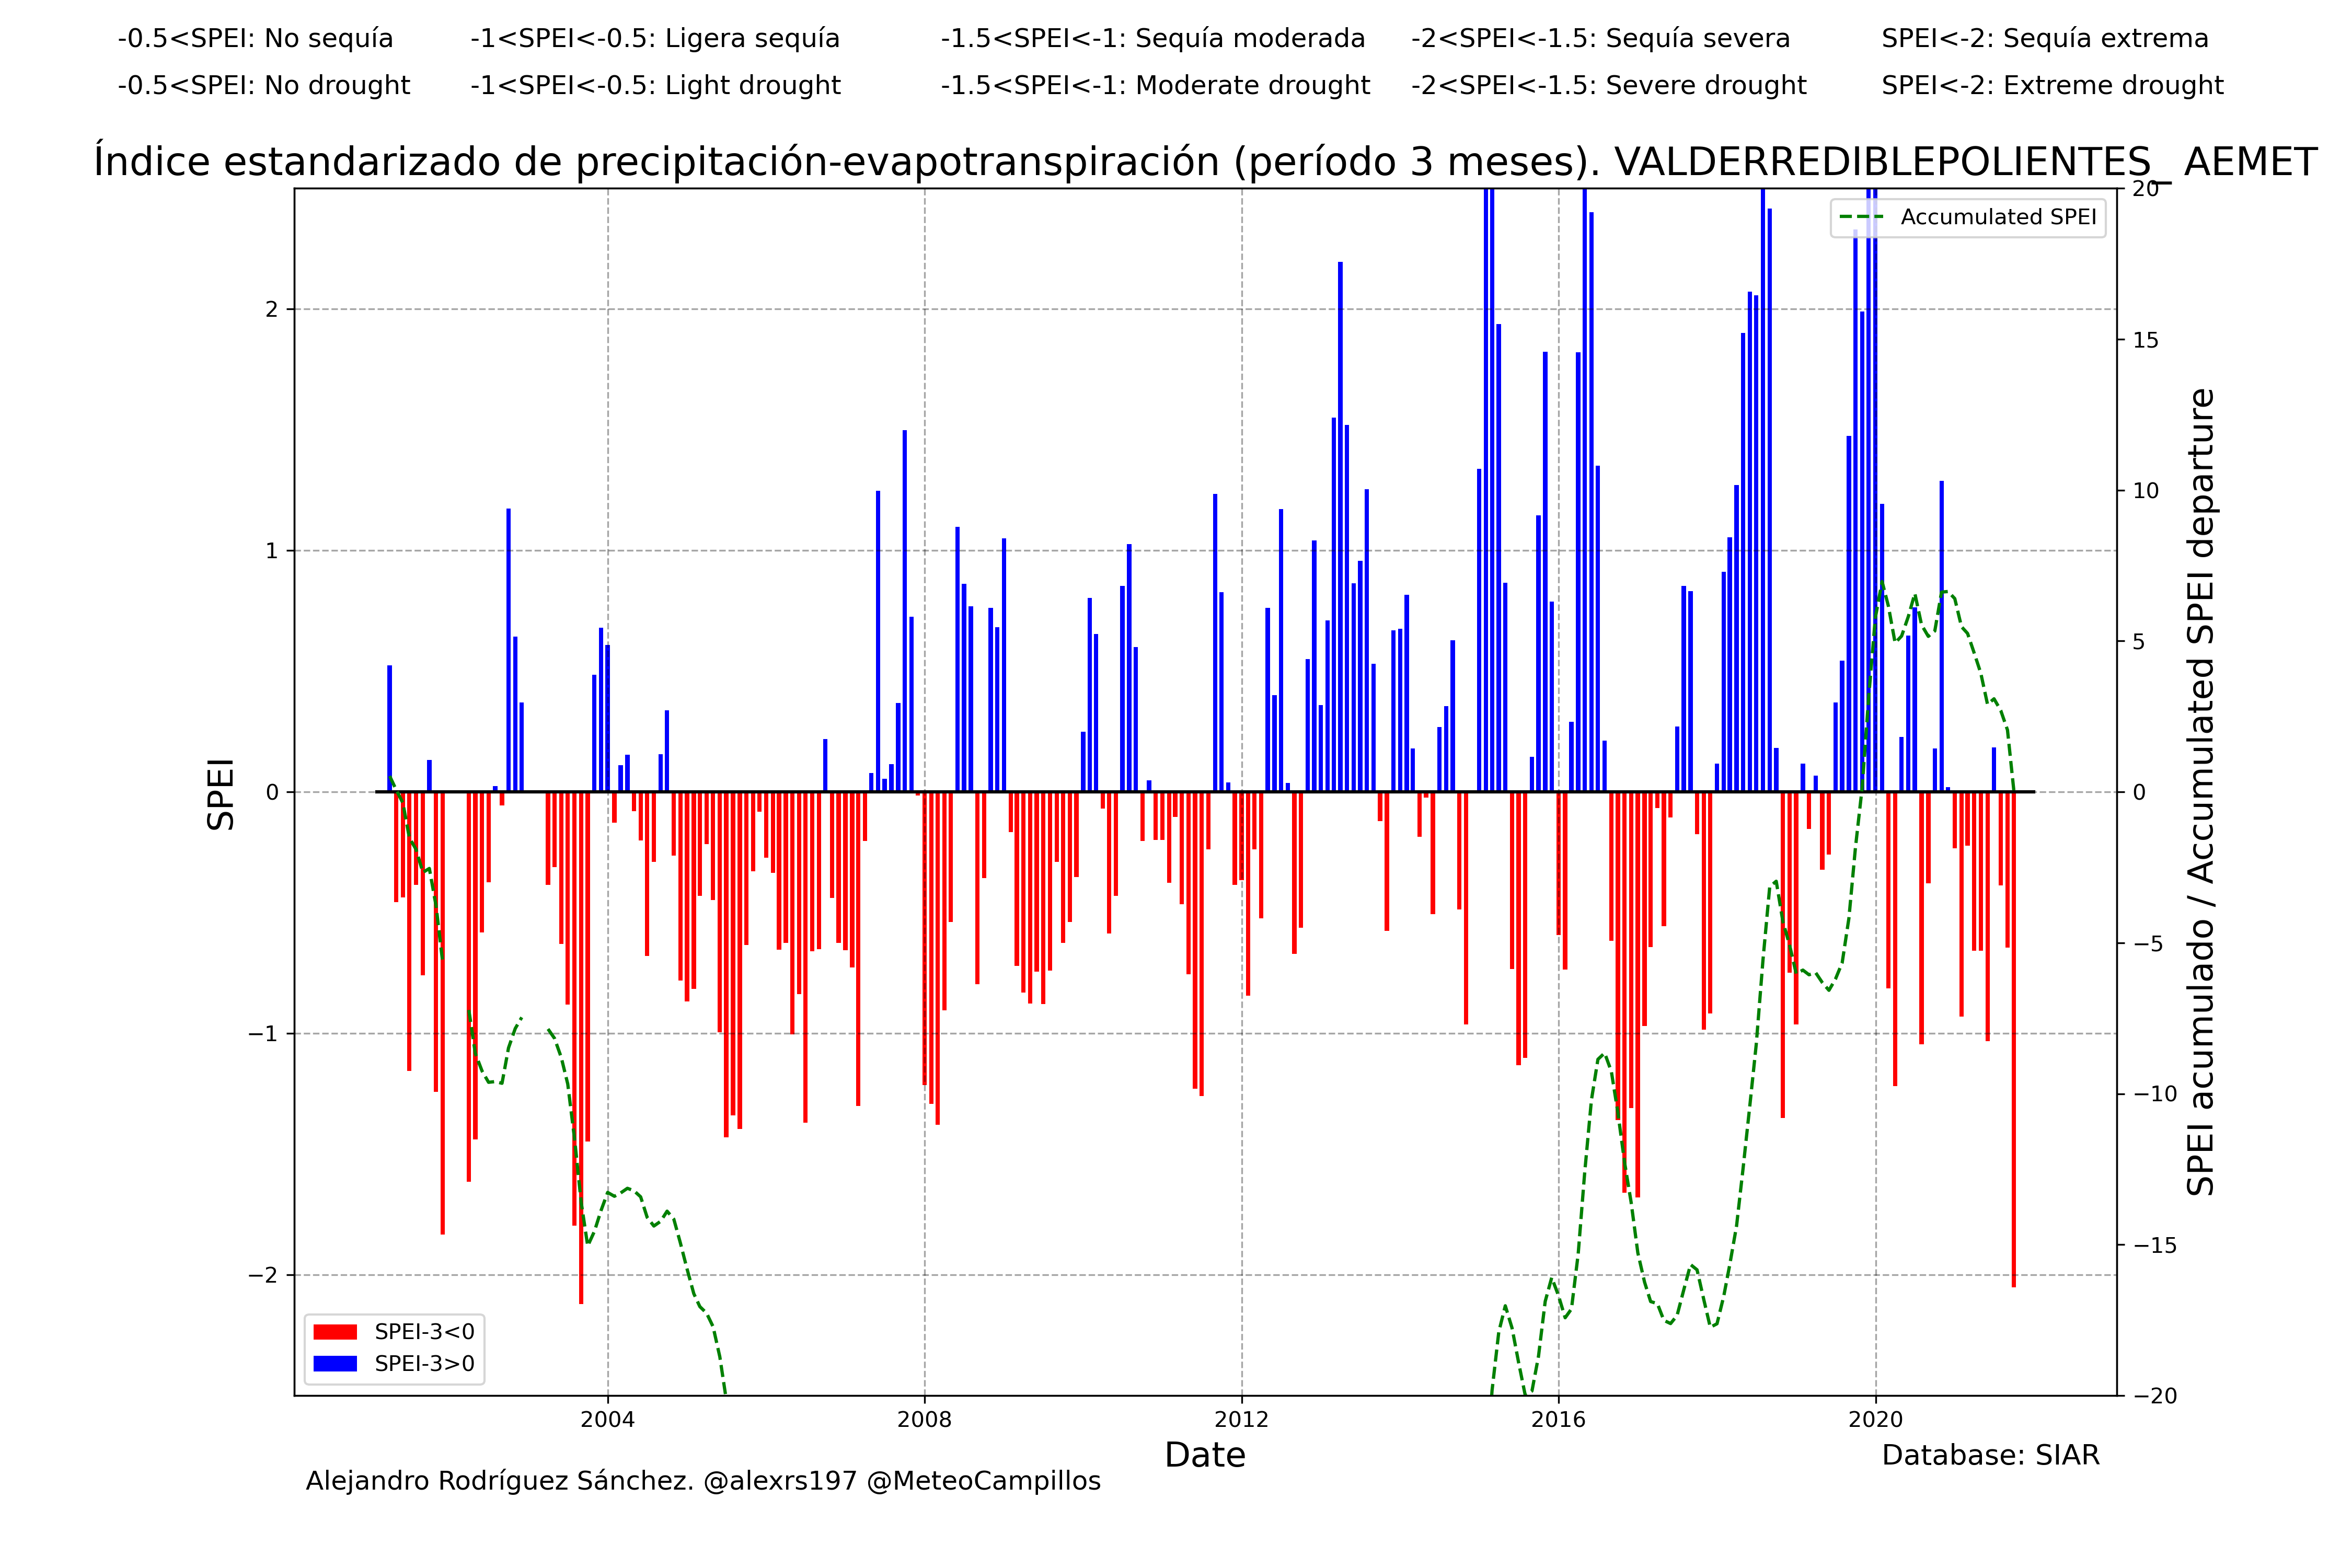 -0.5<SPEI: No sequía -1<SPEI<-0.5: Ligera sequía -1.5<SPEI<-1: Sequía moderada -2<SPEI<-1.5: Sequía severa SPEI<-2: Sequía extrema
-0.5<SPEI: No drought -1<SPEI<-0.5: Light drought -1.5<SPEI<-1: Moderate drought -2<SPEI<-1.5: Severe drought SPEI<-2: Extreme drought
Índice estandarizado de precipitación-evapotranspiración (período 3 meses). VALDERREDIBLEPOLIENTES_ AEMET
Accumulated SPEI
SPEI
2
1
0
−1
−2
20
15
10
5
0
−5
−10
−15
−20
SPEI acumulado / Accumulated SPEI departure
SPEI-3<0
SPEI-3>0
2004 2008 2012 2016 2020
Date
Database: SIAR
Alejandro Rodríguez Sánchez. @alexrs197 @MeteoCampillos